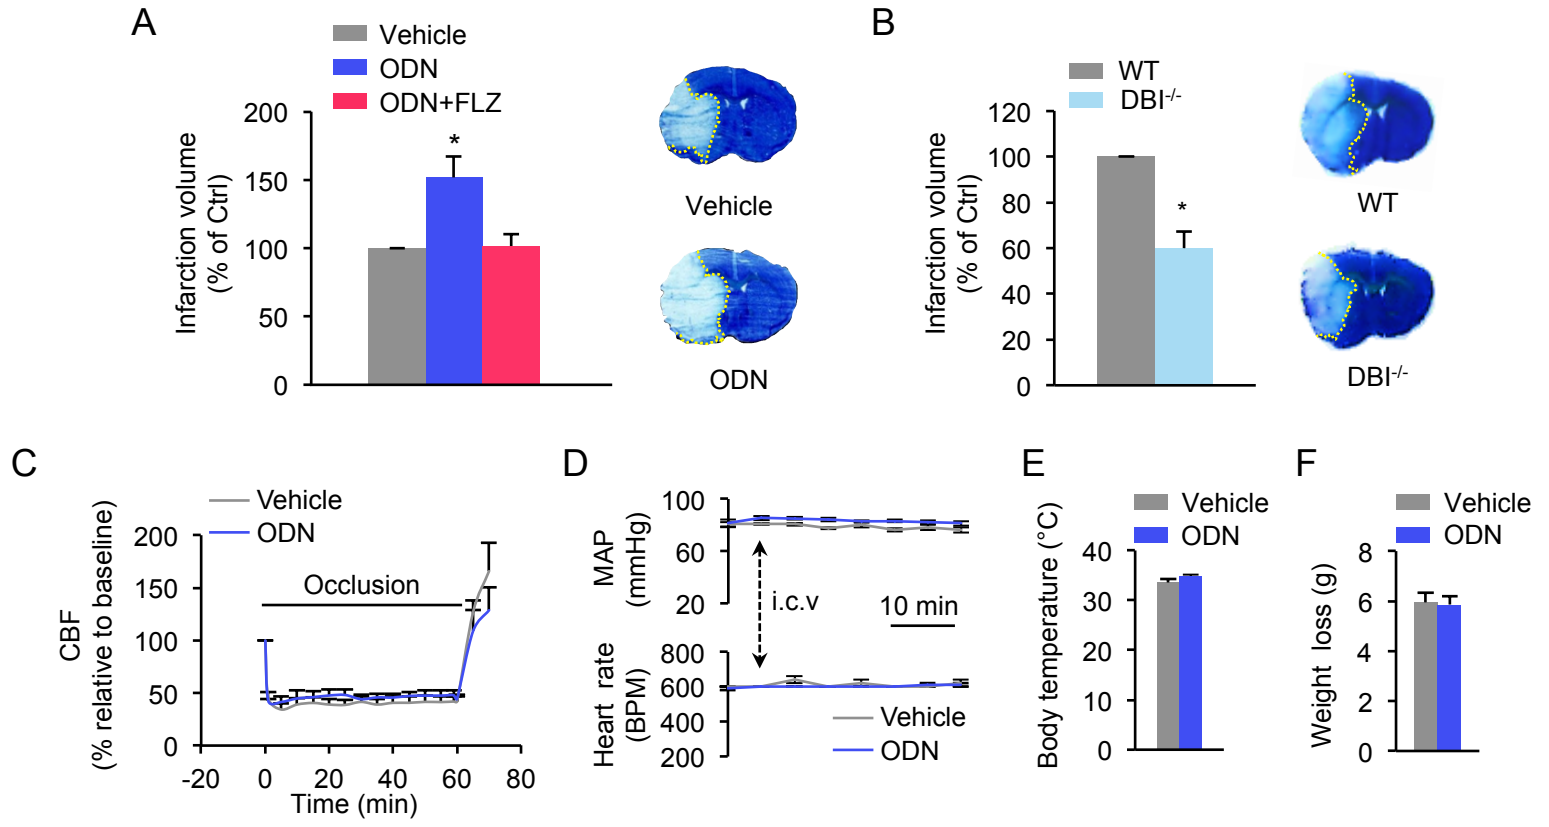 A
Vehicle
ODN
ODN+FLZ
Infarction volume
(% of Ctrl)
200
150
100
50
0
*
Vehicle
ODN
B
WT
DBI-/-
Infarction volume
(% of Ctrl)
120
100
80
60
40
20
0
*
WT
DBI-/-
C
Vehicle
ODN
CBF
(% relative to baseline)
200
150
100
50
0
Occlusion
-20 0 20 40 60 80
Time (min)
D
MAP
(mmHg)
100
60
20
i.c.v
10 min
Heart rate
(BPM)
800
600
400
200
Vehicle
ODN
E
Vehicle
ODN
Body temperature (°C)
40
30
20
10
0
F
Vehicle
ODN
Weight loss (g)
8
6
4
2
0